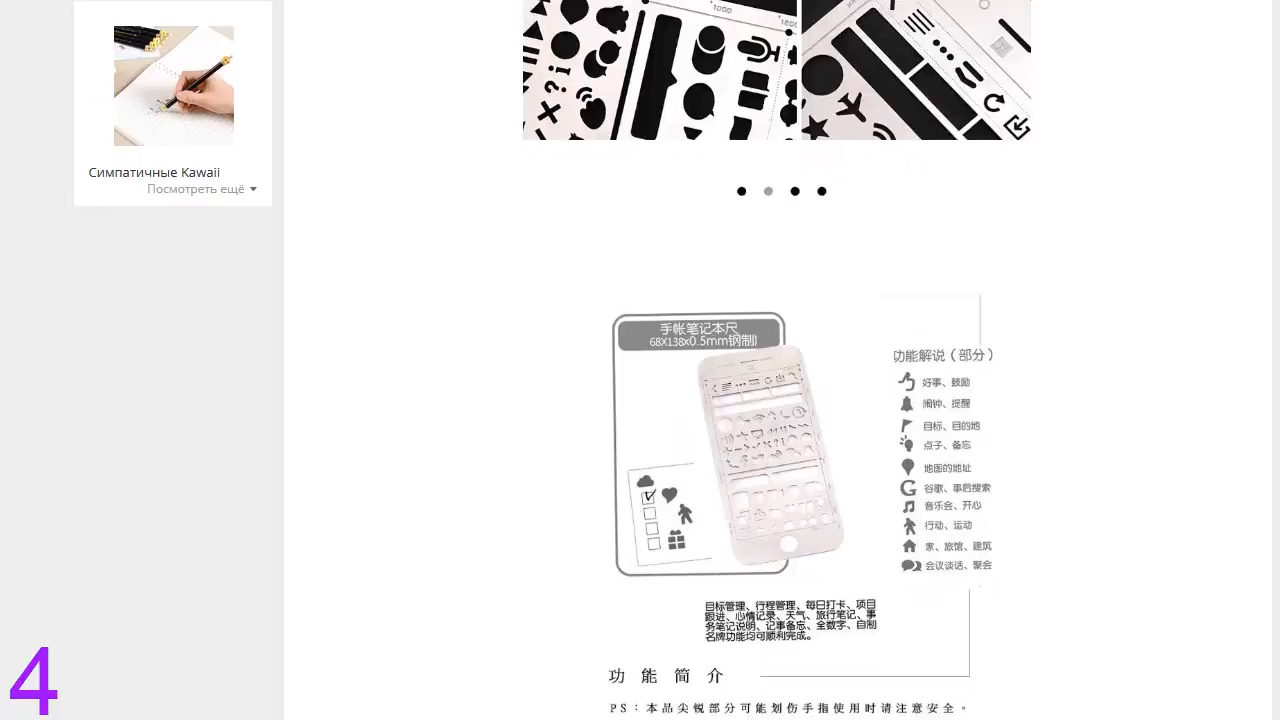 Симпатичные Kawaii
Посмотреть ещё
手帐笔记本尺
68X138x0.5mm钢制)
功能解说（部分）
好事、鼓励
闹钟、提醒
目标、目的地
点子、备忘
地图的地址
谷歌、事后搜索
音乐会、开心
行动、运动
家、旅馆、建筑
会议谈话、聚会
目标管理、行程管理、每日打卡、项目
跟进、心情记录、天气、旅行笔记、事
务笔记说明、记事备忘、全数字、自制
名牌功能均可顺利完成。
功能简介
PS：本品尖锐部分可能划伤手指使用时请注意安全。
4